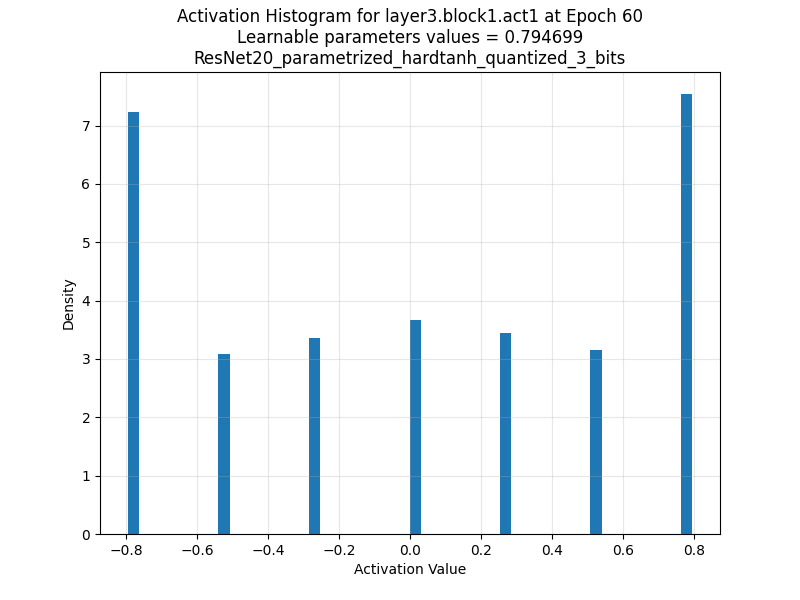 Activation Histogram for layer3.block1.act1 at Epoch 60
Learnable parameters values = 0.794699
ResNet20_parametrized_hardtanh_quantized_3_bits
7
6
5
4
3
2
1
0
Density
−0.8 −0.6 −0.4 −0.2 0.0 0.2 0.4 0.6 0.8
Activation Value